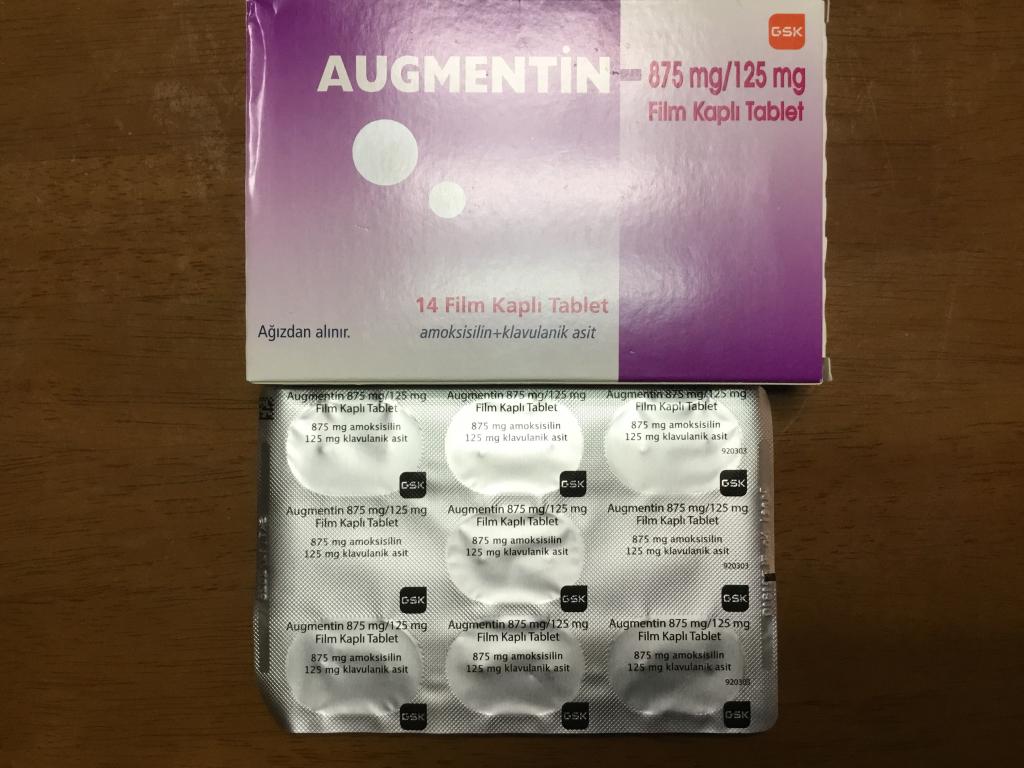 GSK
AUGMENTİN- 875 mg/125 mg
Film Kaplı Tablet
14 Film Kaplı Tablet
Ağızdan alınır.
amoksisilin+klavulanik asit
Augmentin 875 mg/125 mg Augmentin 875 mg/125 mg Augmentin 875 mg/125 mg
Film Kaplı Tablet Film Kaplı Tablet Film Kaplı Tablet
875 mg amoksisilin 875 mg amoksisilin 875 mg amoksisilin
125 mg klavulanik asit 125 mg klavulanik asit 125 mg klavulanik asit
920303
GSK GSK GSK
Augmentin 875 mg/125 mg Augmentin 875 mg/125 mg Augmentin 875 mg/125 mg
Film Kaplı Tablet Film Kaplı Tablet Film Kaplı Tablet
875 mg amoksisilin 875 mg amoksisilin 875 mg amoksisilin
125 mg klavulanik asit 125 mg klavulanik asit 125 mg klavulanik asit
920303
GSK GSK GSK
Augmentin 875 mg/125 mg Augmentin 875 mg/125 mg Augmentin 875 mg/125 mg
Film Kaplı Tablet Film Kaplı Tablet Film Kaplı Tablet
875 mg amoksisilin 875 mg amoksisilin 875 mg amoksisilin
125 mg klavulanik asit 125 mg klavulanik asit 125 mg klavulanik asit
920303
GSK GSK GSK